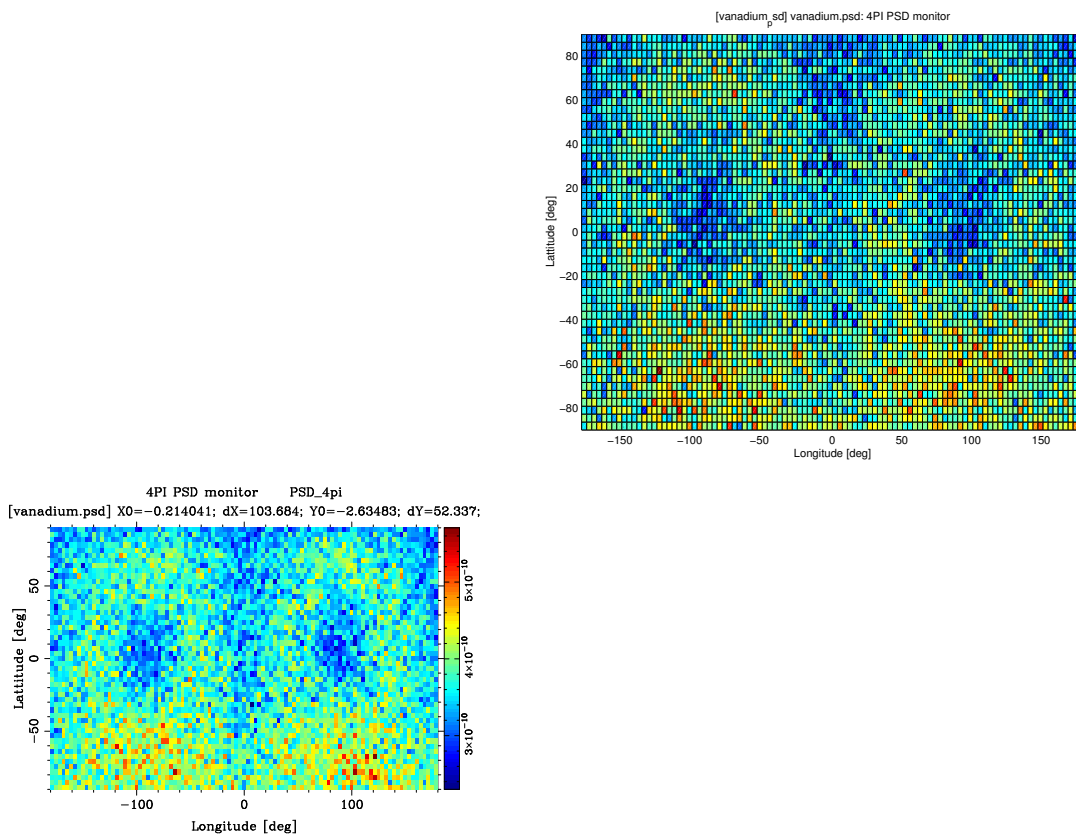 [vanadium_psd] vanadium.psd: 4PI PSD monitor
80
60
40
20
0
−20
−40
−60
−80
Lattitude [deg]
−150 −100 −50 0 50 100 150
Longitude [deg]
4PI PSD monitor PSD_4pi
[vanadium.psd] X0=−0.214041; dX=103.684; Y0=−2.63483; dY=52.337;
50
0
−50
Lattitude [deg]
−100 0 100
Longitude [deg]
5×10⁻¹⁰
4×10⁻¹⁰
3×10⁻¹⁰